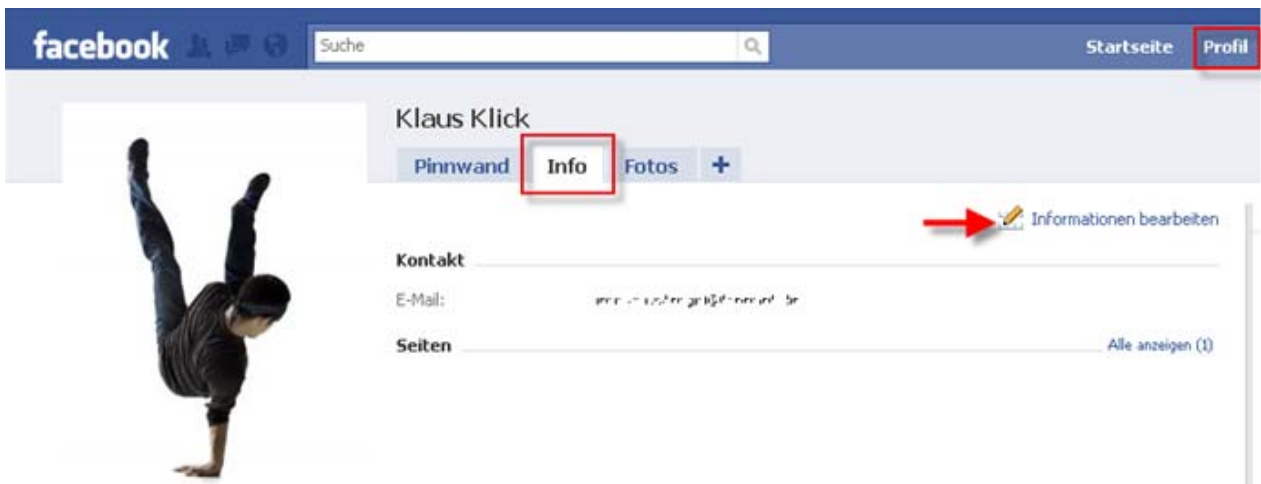 facebook Suche Startseite Profil
Klaus Klick
Pinnwand Info Fotos +
Informationen bearbeiten
Kontakt
E-Mail:
Seiten Alle anzeigen (1)